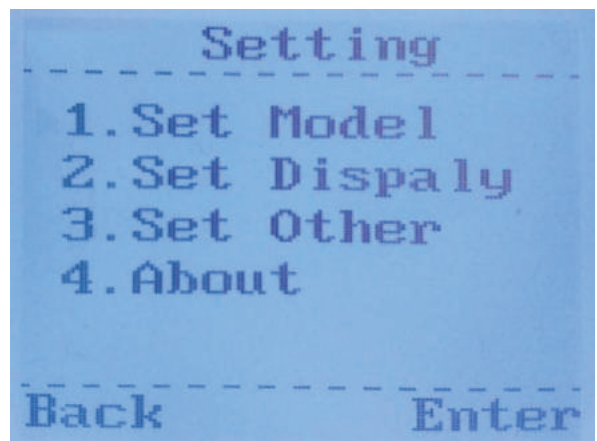 Setting
1.Set Model
2.Set Dispaly
3.Set Other
4.About
Back Enter